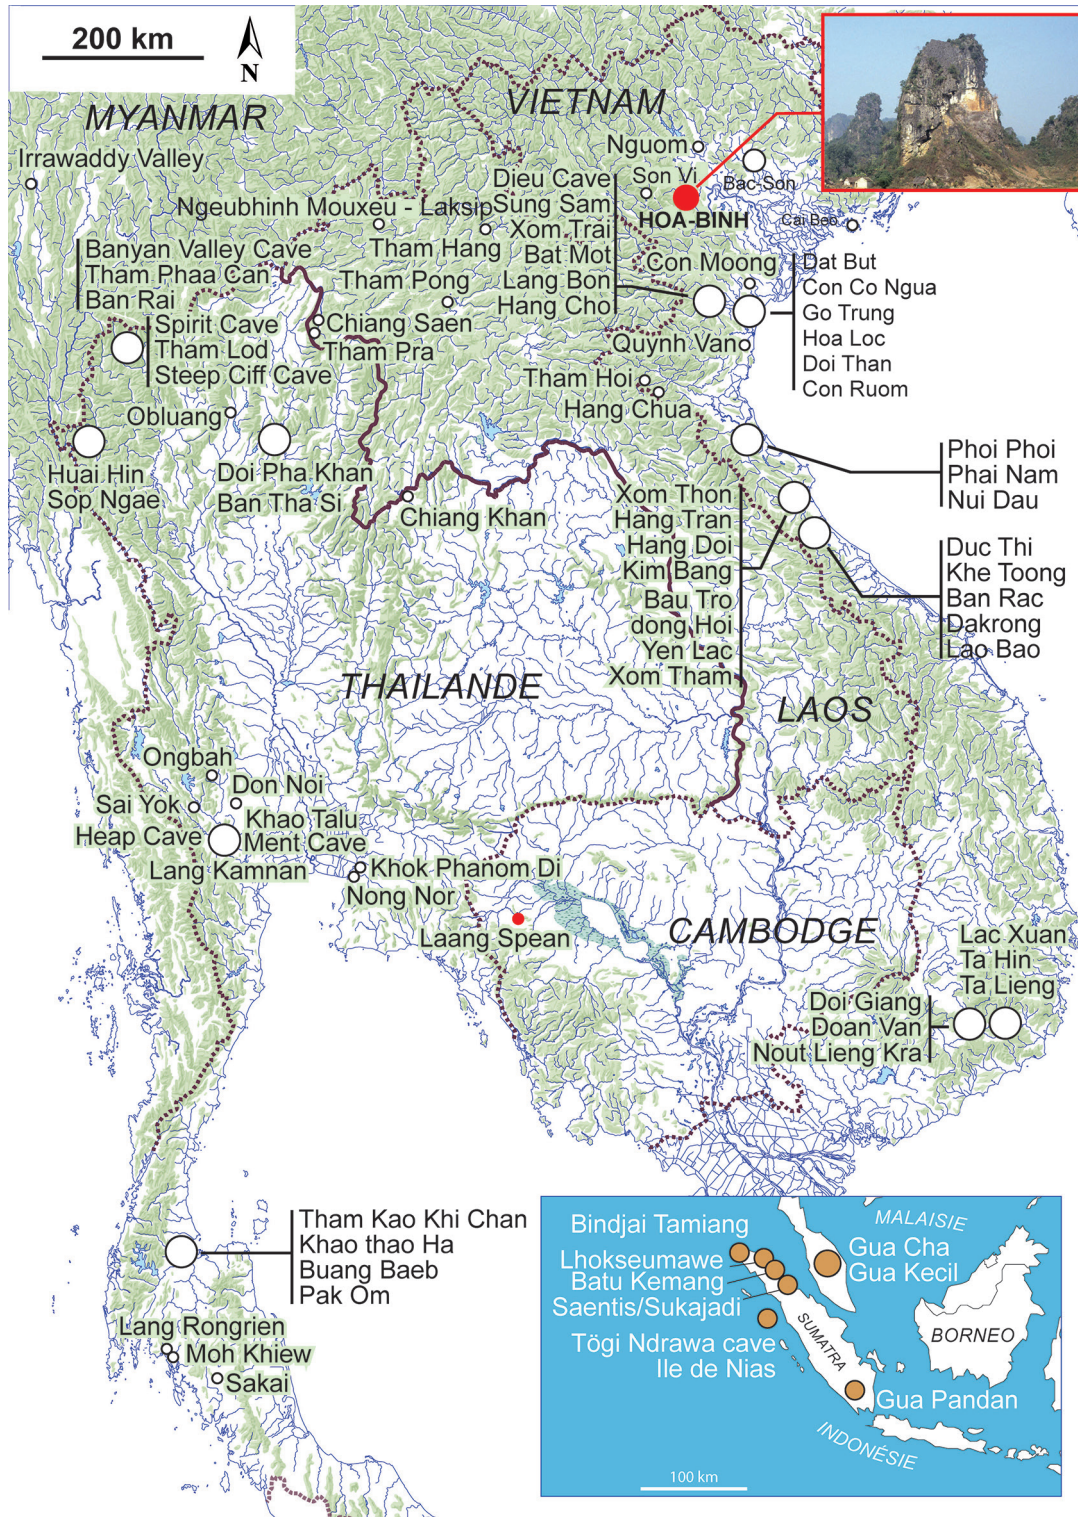 200 km
N
MYANMAR
VIETNAM
Irrawaddy Valley
Nguom
Bac-Son
Son Vi
HOA-BINH
Cai Beo
Dieu Cave
Sung Sam
Xom Trai
Bat Mot
Lang Bon
Hang Cho
Ngeubhinh Mouxeu - Laksip
Tham Hang
Con Moong
Dat But
Con Co Ngua
Go Trung
Hoa Loc
Doi Than
Con Ruom
Banyan Valley Cave
Tham Phaa Can
Ban Rai
Tham Pong
Spirit Cave
Tham Lod
Steep Ciff Cave
Chiang Saen
Tham Pra
Quynh Van
Tham Hoi
Hang Chua
Obluang
Huai Hin
Sop Ngae
Doi Pha Khan
Ban Tha Si
Chiang Khan
Phoi Phoi
Phai Nam
Nui Dau
Xom Thon
Hang Tran
Hang Doi
Kim Bang
Bau Tro
dong Hoi
Yen Lac
Xom Tham
Duc Thi
Khe Toong
Ban Rac
Dakrong
Lao Bao
THAILANDE
LAOS
Ongbah
Don Noi
Sai Yok
Khao Talu
Heap Cave
Ment Cave
Lang Kamnan
Khok Phanom Di
Nong Nor
Laang Spean
CAMBODGE
Lac Xuan
Ta Hin
Ta Lieng
Doi Giang
Doan Van
Nout Lieng Kra
Tham Kao Khi Chan
Khao thao Ha
Buang Baeb
Pak Om
Lang Rongrien
Moh Khiew
Sakai
Bindjai Tamiang
Lhokseumawe
Batu Kemang
Saentis/Sukajadi
MALAISIE
Gua Cha
Gua Kecil
Tögi Ndrawa cave
Ile de Nias
SUMATRA
BORNEO
Gua Pandan
INDONÉSIE
100 km